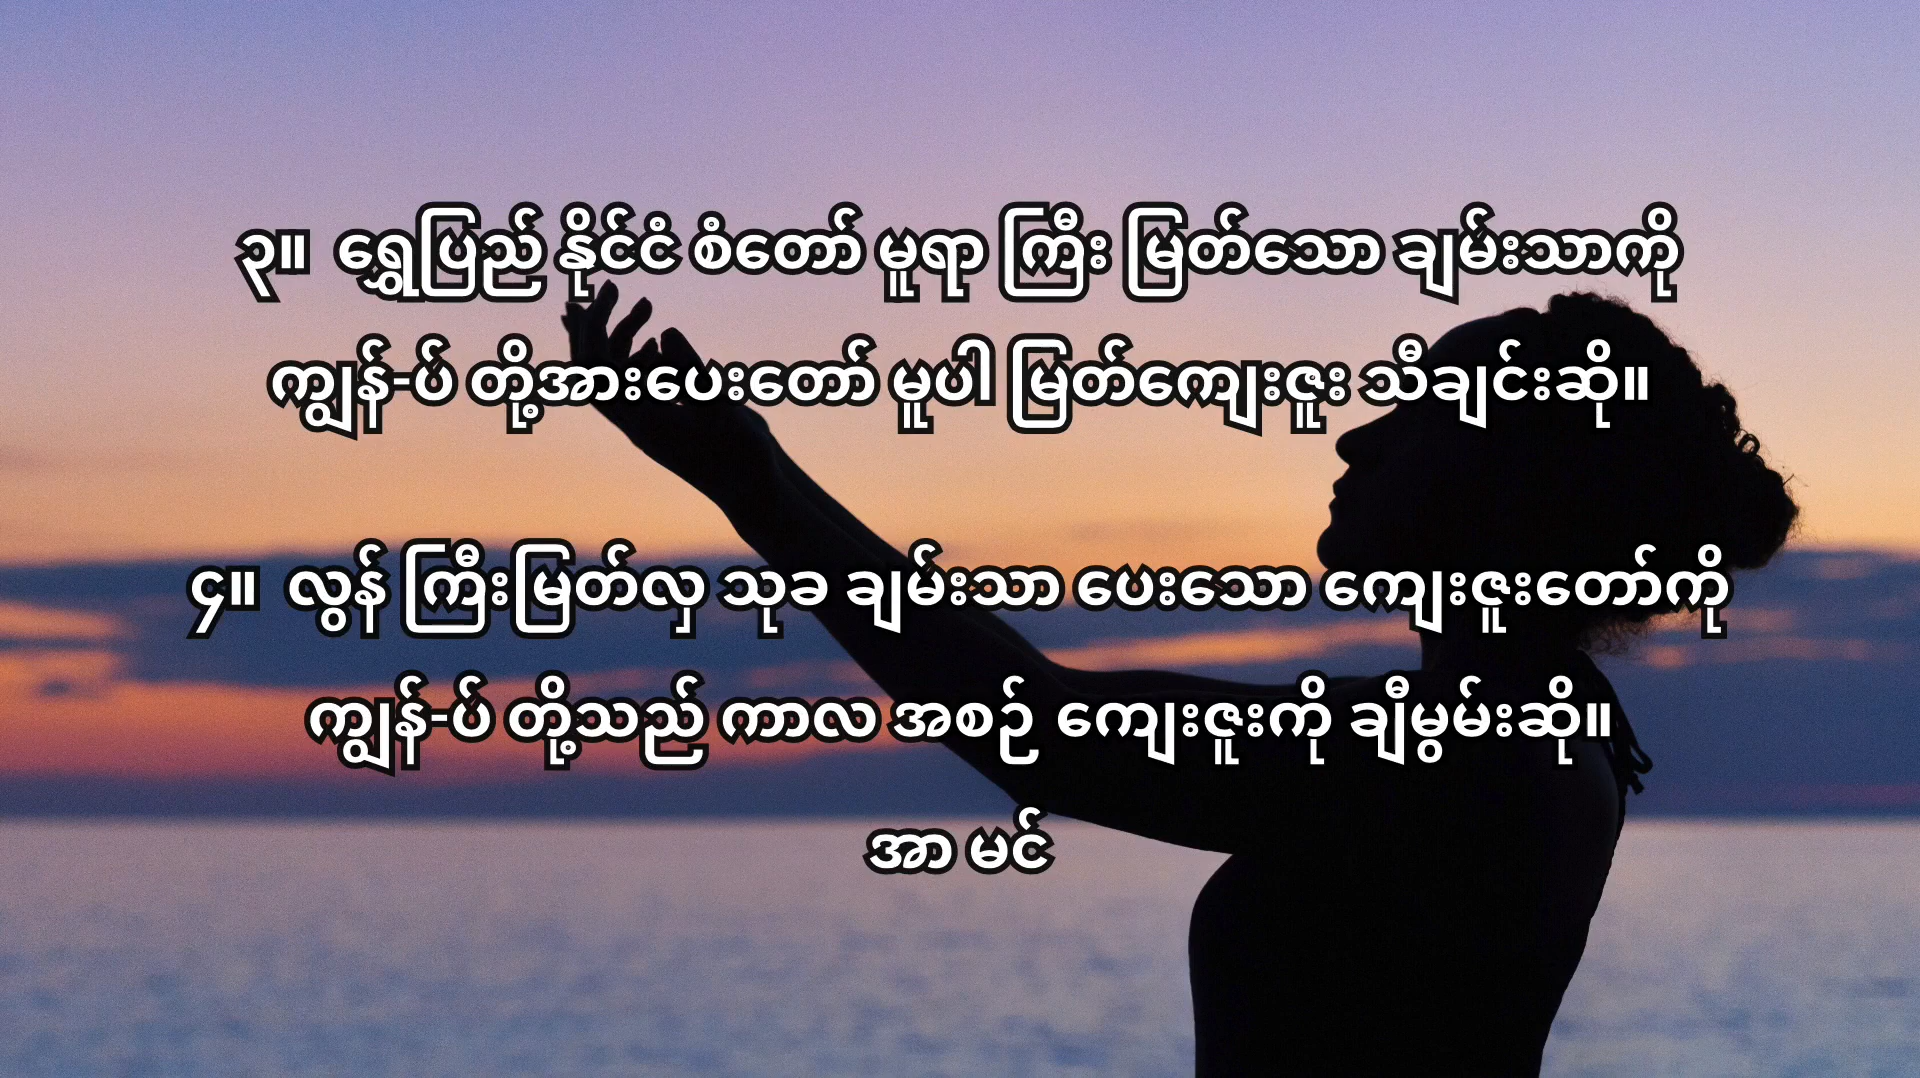 ၃။ ရွှေပြည် နိုင်ငံ စံတော် မူရာ ကြီး မြတ်သော ချမ်းသာကို
ကျွန်-ပ် တို့အားပေးတော် မူပါ မြတ်ကျေးဇူး သီချင်းဆို။
၄။ လွန် ကြီးမြတ်လှ သုခ ချမ်းသာ ပေးသော ကျေးဇူးတော်ကို
ကျွန်-ပ် တို့သည် ကာလ အစဉ် ကျေးဇူးကို ချီမွမ်းဆို။
အာ မင်